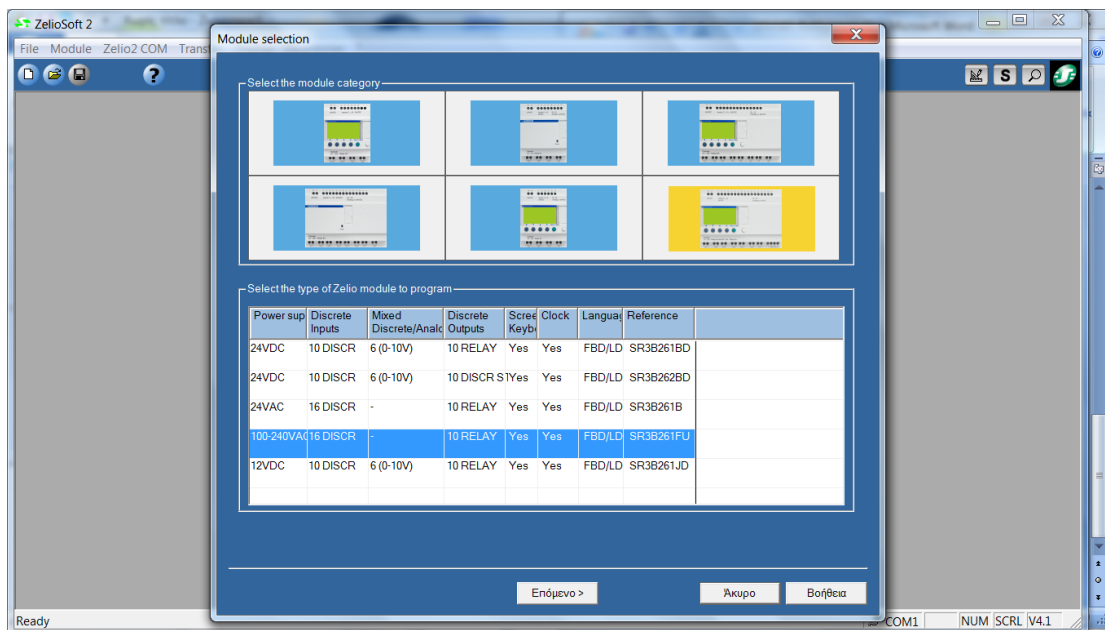 ZelioSoft 2
File Module Zelio2 COM Trans
Module selection
Select the module category
Select the type of Zelio module to program
Power sup Discrete Inputs Mixed Discrete/Analo Discrete Outputs Scree Keybo Clock Languag Reference
24VDC 10 DISCR 6 (0-10V) 10 RELAY Yes Yes FBD/LD SR3B261BD
24VDC 10 DISCR 6 (0-10V) 10 DISCR S Yes Yes FBD/LD SR3B262BD
24VAC 16 DISCR - 10 RELAY Yes Yes FBD/LD SR3B261B
100-240VAC 16 DISCR - 10 RELAY Yes Yes FBD/LD SR3B261FU
12VDC 10 DISCR 6 (0-10V) 10 RELAY Yes Yes FBD/LD SR3B261JD
Επόμενο > Άκυρο Βοήθεια
Ready COM1 NUM SCRL V4.1